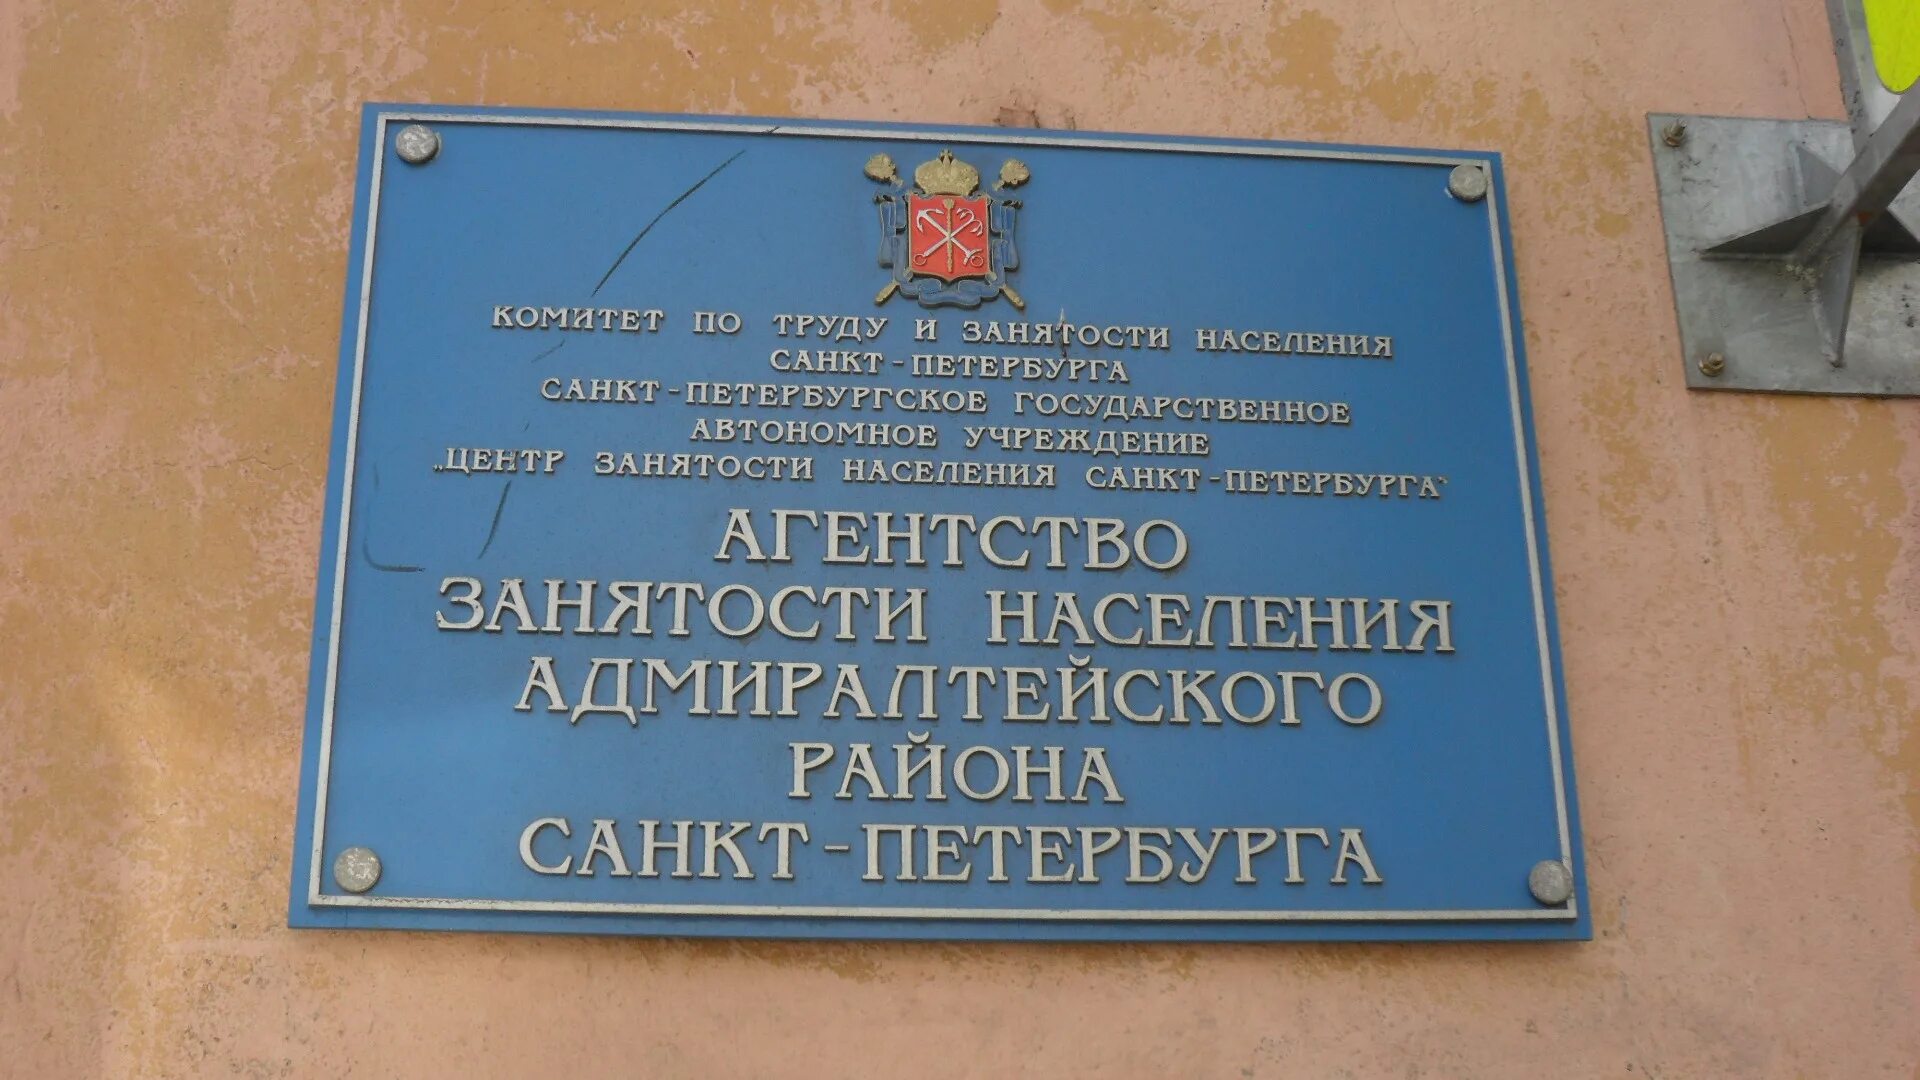 КОМИТЕТ ПО ТРУДУ И ЗАНЯТОСТИ НАСЕЛЕНИЯ
САНКТ-ПЕТЕРБУРГА
САНКТ-ПЕТЕРБУРГСКОЕ ГОСУДАРСТВЕННОЕ
АВТОНОМНОЕ УЧРЕЖДЕНИЕ
„ЦЕНТР ЗАНЯТОСТИ НАСЕЛЕНИЯ САНКТ-ПЕТЕРБУРГА“
АГЕНТСТВО
ЗАНЯТОСТИ НАСЕЛЕНИЯ
АДМИРАЛТЕЙСКОГО
РАЙОНА
САНКТ-ПЕТЕРБУРГА